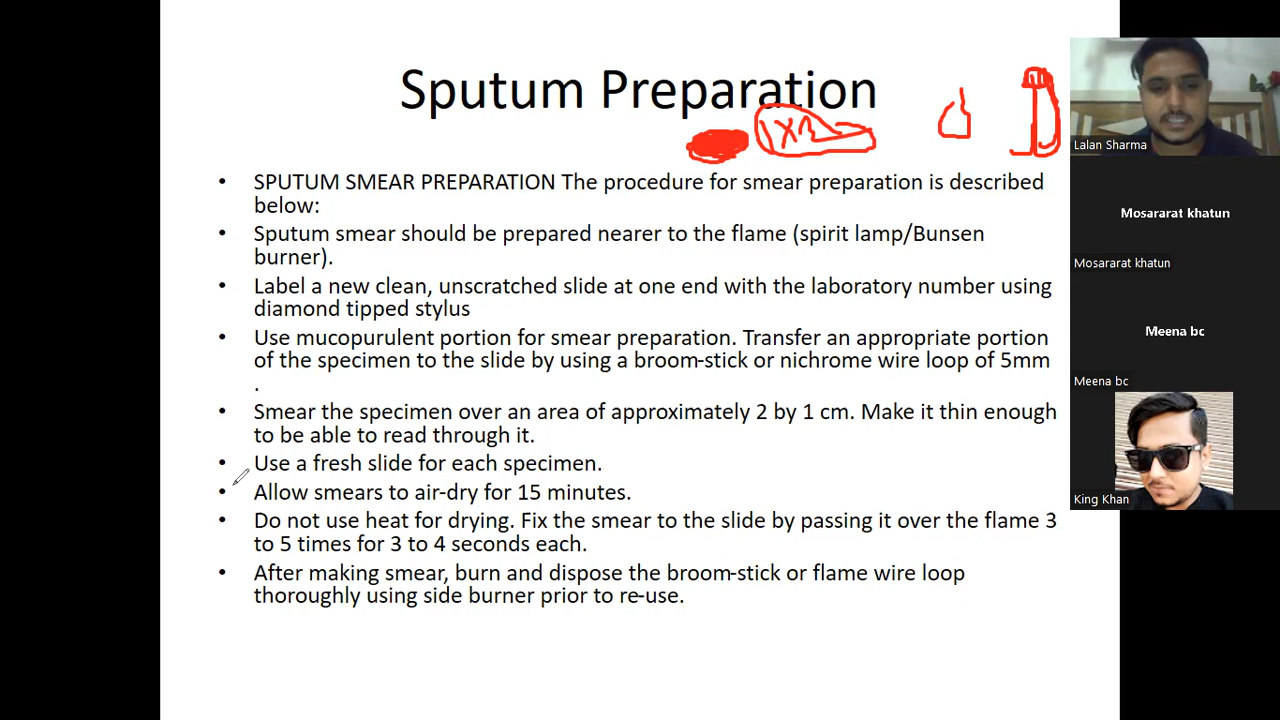 Sputum Preparation
1X2
• SPUTUM SMEAR PREPARATION The procedure for smear preparation is described
below:
• Sputum smear should be prepared nearer to the flame (spirit lamp/Bunsen
burner).
• Label a new clean, unscratched slide at one end with the laboratory number using
diamond tipped stylus
• Use mucopurulent portion for smear preparation. Transfer an appropriate portion
of the specimen to the slide by using a broom-stick or nichrome wire loop of 5mm
.
• Smear the specimen over an area of approximately 2 by 1 cm. Make it thin enough
to be able to read through it.
• Use a fresh slide for each specimen.
• Allow smears to air-dry for 15 minutes.
• Do not use heat for drying. Fix the smear to the slide by passing it over the flame 3
to 5 times for 3 to 4 seconds each.
• After making smear, burn and dispose the broom-stick or flame wire loop
thoroughly using side burner prior to re-use.
Lalan Sharma
Mosararat khatun
Mosararat khatun
Meena bc
Meena bc
King Khan